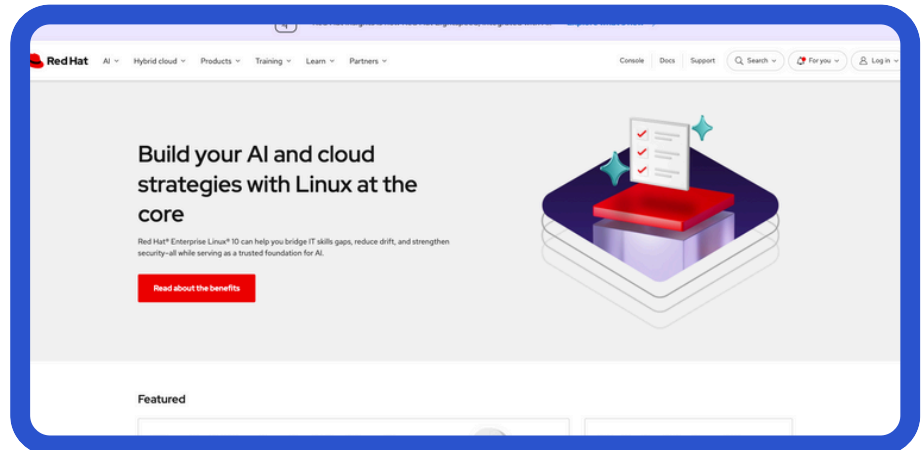 Red Hat
AI
Hybrid cloud
Products
Training
Learn
Partners
Console
Docs
Support
Search
For you
Log in
Build your AI and cloud
strategies with Linux at the
core
Red Hat® Enterprise Linux® 10 can help you bridge IT skills gaps, reduce drift, and strengthen
security–all while serving as a trusted foundation for AI.
Read about the benefits
Featured